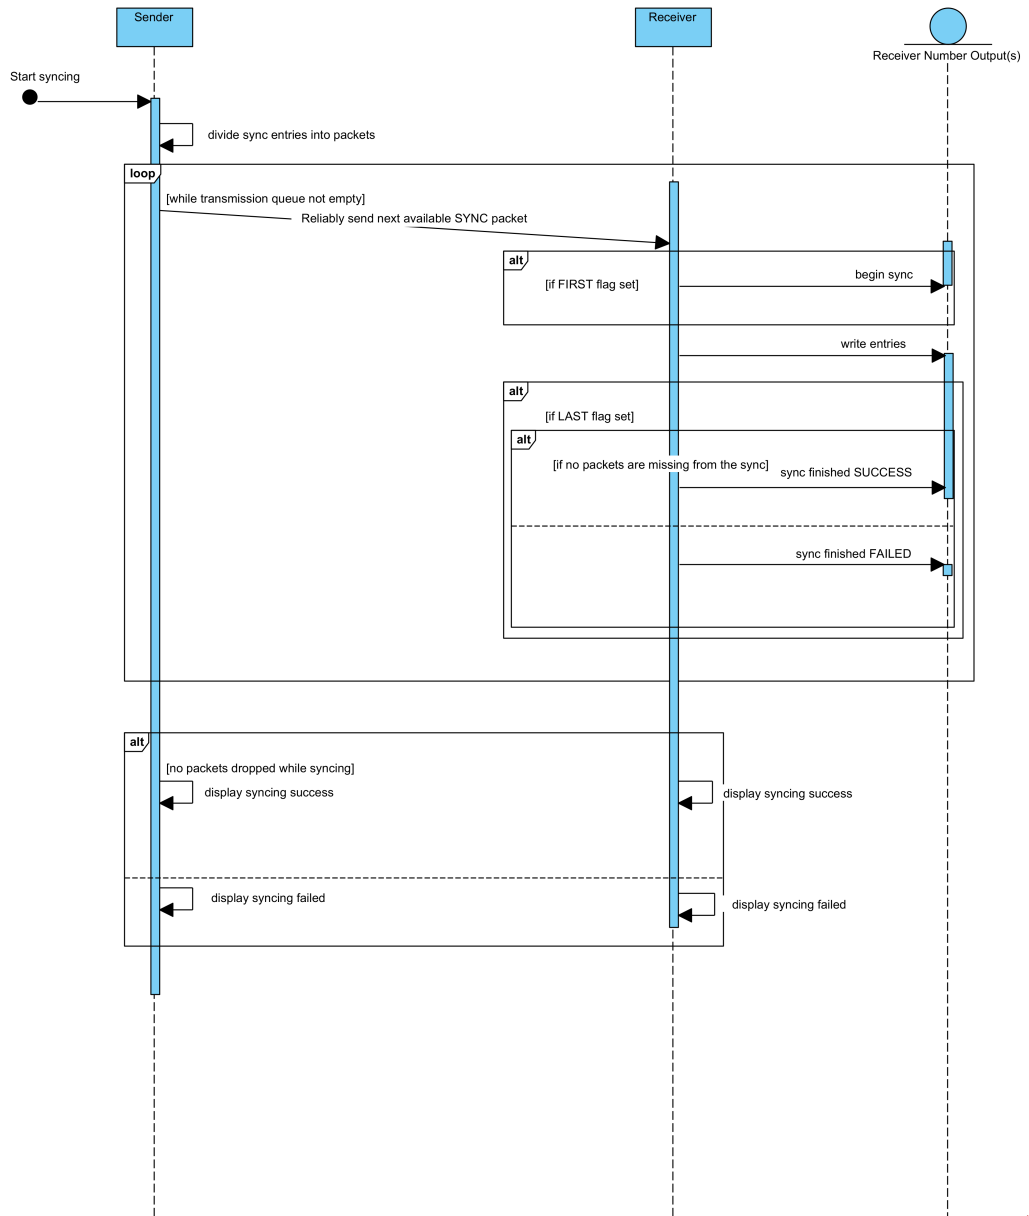 Sender
Receiver
Receiver Number Output(s)
Start syncing
divide sync entries into packets
loop
[while transmission queue not empty]
Reliably send next available SYNC packet
alt
begin sync
[if FIRST flag set]
write entries
alt
[if LAST flag set]
alt
[if no packets are missing from the sync]
sync finished SUCCESS
sync finished FAILED
alt
[no packets dropped while syncing]
display syncing success
display syncing success
display syncing failed
display syncing failed